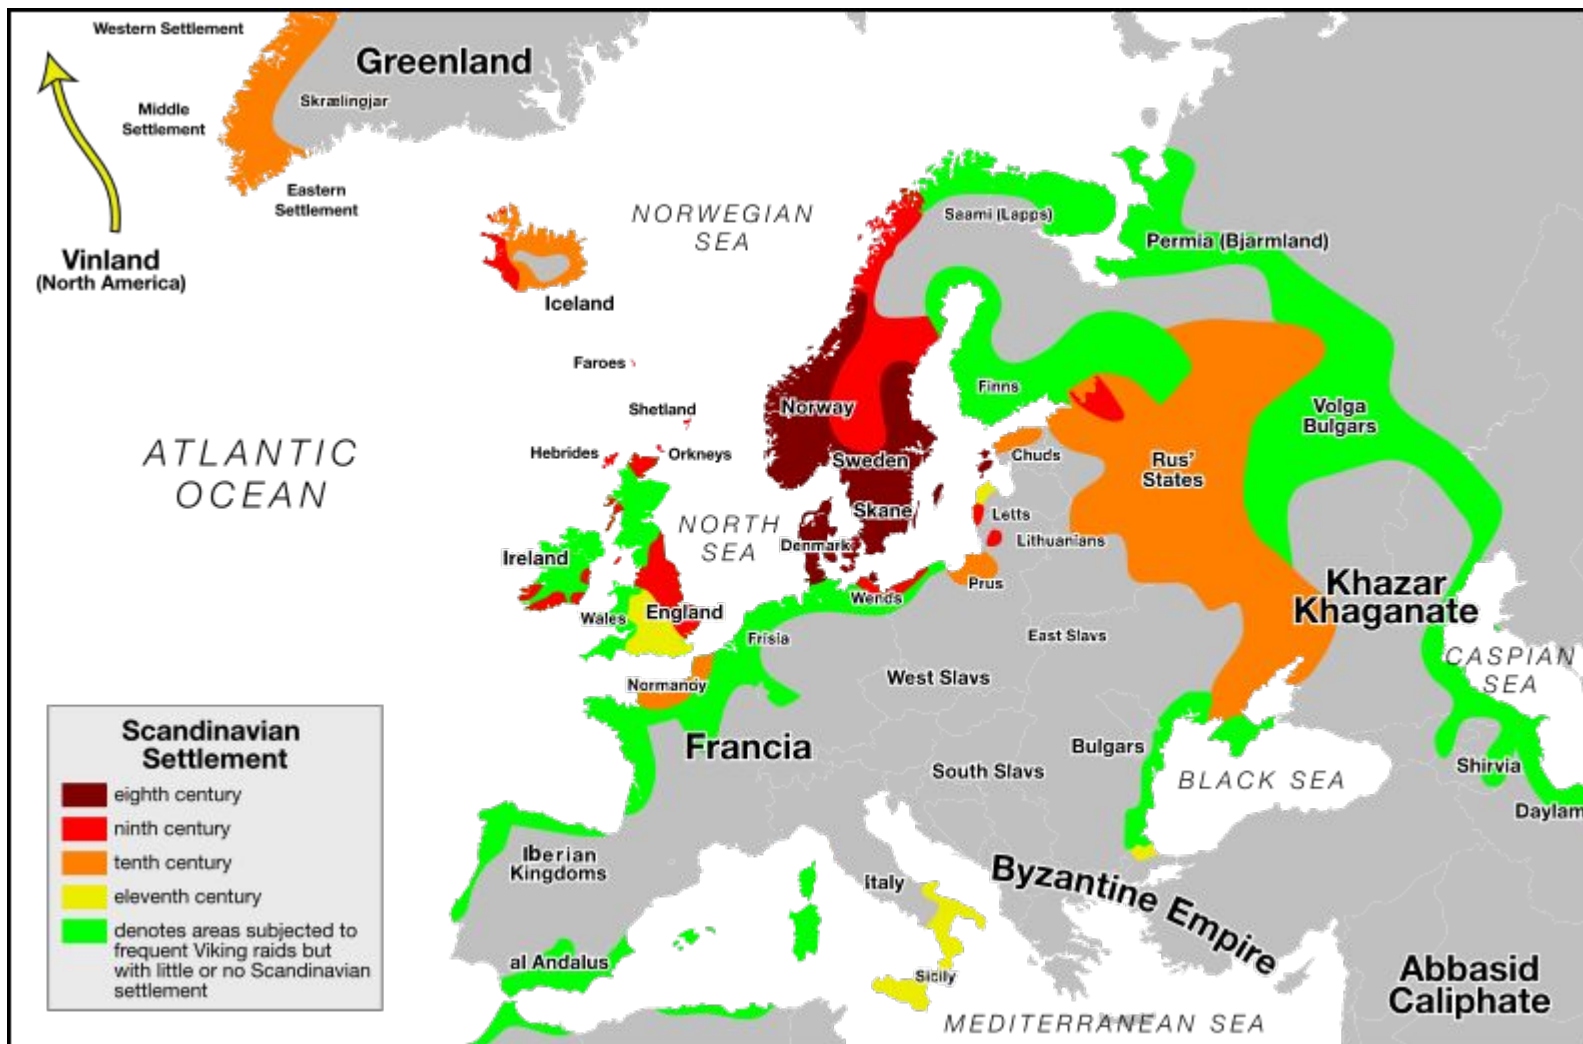 Western Settlement
Greenland
Skrælingjar
Middle
Settlement
Eastern
Settlement
Vinland
(North America)
NORWEGIAN
SEA
Iceland
Saami (Lapps)
Permia (Bjarmland)
Faroes
Shetland
Hebrides
Orkneys
ATLANTIC
OCEAN
Norway
Sweden
Skane
Denmark
Finns
Chuds
Letts
Lithuanians
Prus
Rus'
States
Volga
Bulgars
NORTH
SEA
Ireland
Wales
England
Wends
Frisia
Normandy
East Slavs
West Slavs
Khazar
Khaganate
CASPIAN
SEA
Francia
South Slavs
Bulgars
BLACK SEA
Shirvia
Daylam
Iberian
Kingdoms
al Andalus
Italy
Sicily
Byzantine Empire
Abbasid
Caliphate
MEDITERRANEAN SEA
Scandinavian
Settlement
eighth century
ninth century
tenth century
eleventh century
denotes areas subjected to
frequent Viking raids but
with little or no Scandinavian
settlement